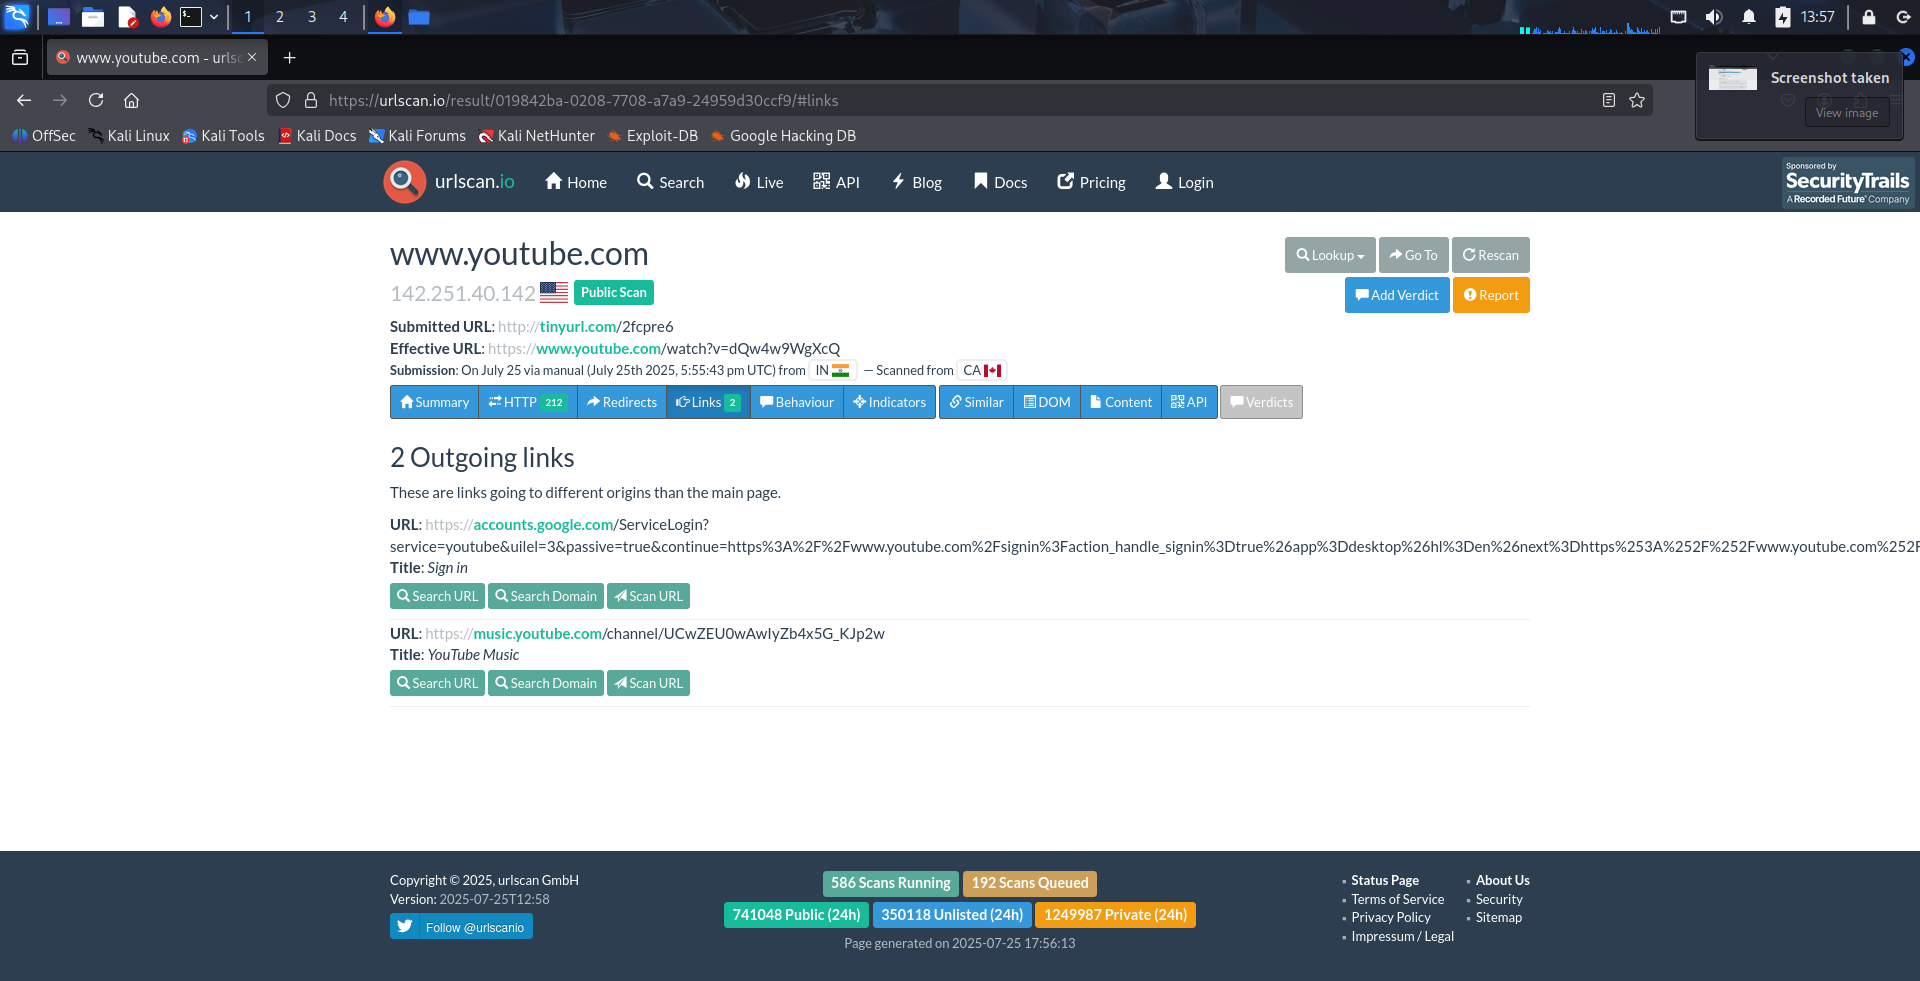 1 2 3 4 13:57
www.youtube.com - urlsc
Screenshot taken
View image
https://urlscan.io/result/019842ba-0208-7708-a7a9-24959d30ccf9/#links
OffSec Kali Linux Kali Tools Kali Docs Kali Forums Kali NetHunter Exploit-DB Google Hacking DB
urlscan.io Home Search Live API Blog Docs Pricing Login
Sponsored by
SecurityTrails
A Recorded Future® Company
www.youtube.com
Lookup Go To Rescan
142.251.40.142 Public Scan
Add Verdict Report
Submitted URL: http://tinyurl.com/2fcpre6
Effective URL: https://www.youtube.com/watch?v=dQw4w9WgXcQ
Submission: On July 25 via manual (July 25th 2025, 5:55:43 pm UTC) from IN — Scanned from CA
Summary HTTP 212 Redirects Links 2 Behaviour Indicators Similar DOM Content API Verdicts
2 Outgoing links
These are links going to different origins than the main page.
URL: https://accounts.google.com/ServiceLogin?
service=youtube&uilel=3&passive=true&continue=https%3A%2F%2Fwww.youtube.com%2Fsignin%3Faction_handle_signin%3Dtrue%26app%3Ddesktop%26hl%3Den%26next%3Dhttps%253A%252F%252Fwww.youtube.com%252F
Title: Sign in
Search URL Search Domain Scan URL
URL: https://music.youtube.com/channel/UCwZEU0wAwIyZb4x5G_KJp2w
Title: YouTube Music
Search URL Search Domain Scan URL
Copyright © 2025, urlscan GmbH
Version: 2025-07-25T12:58
Follow @urlscanio
586 Scans Running 192 Scans Queued
741048 Public (24h) 350118 Unlisted (24h) 1249987 Private (24h)
Page generated on 2025-07-25 17:56:13
Status Page
Terms of Service
Privacy Policy
Impressum / Legal
About Us
Security
Sitemap